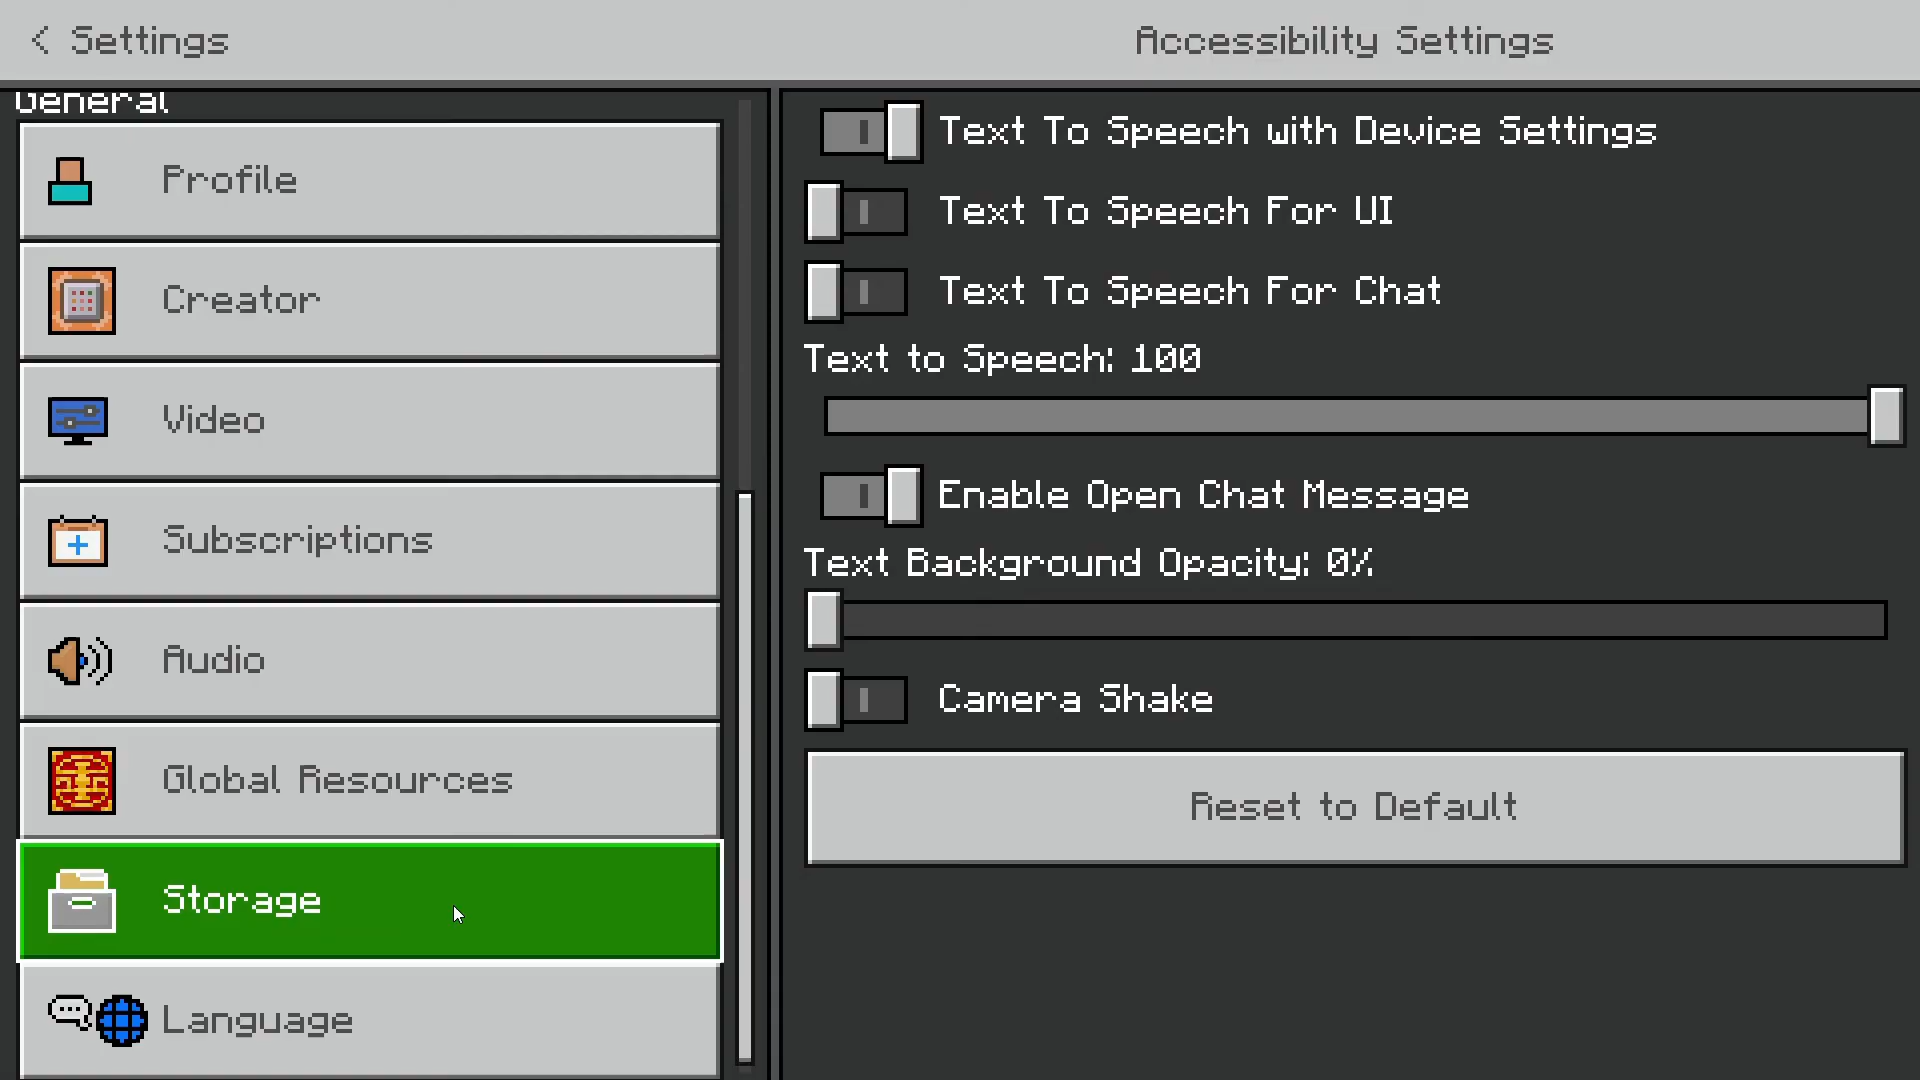 Settings
Accessibility Settings
General
Profile
Creator
Video
Subscriptions
Audio
Global Resources
Storage
Language
Text To Speech with Device Settings
Text To Speech For UI
Text To Speech For Chat
Text to Speech: 100
Enable Open Chat Message
Text Background Opacity: 0%
Camera Shake
Reset to Default